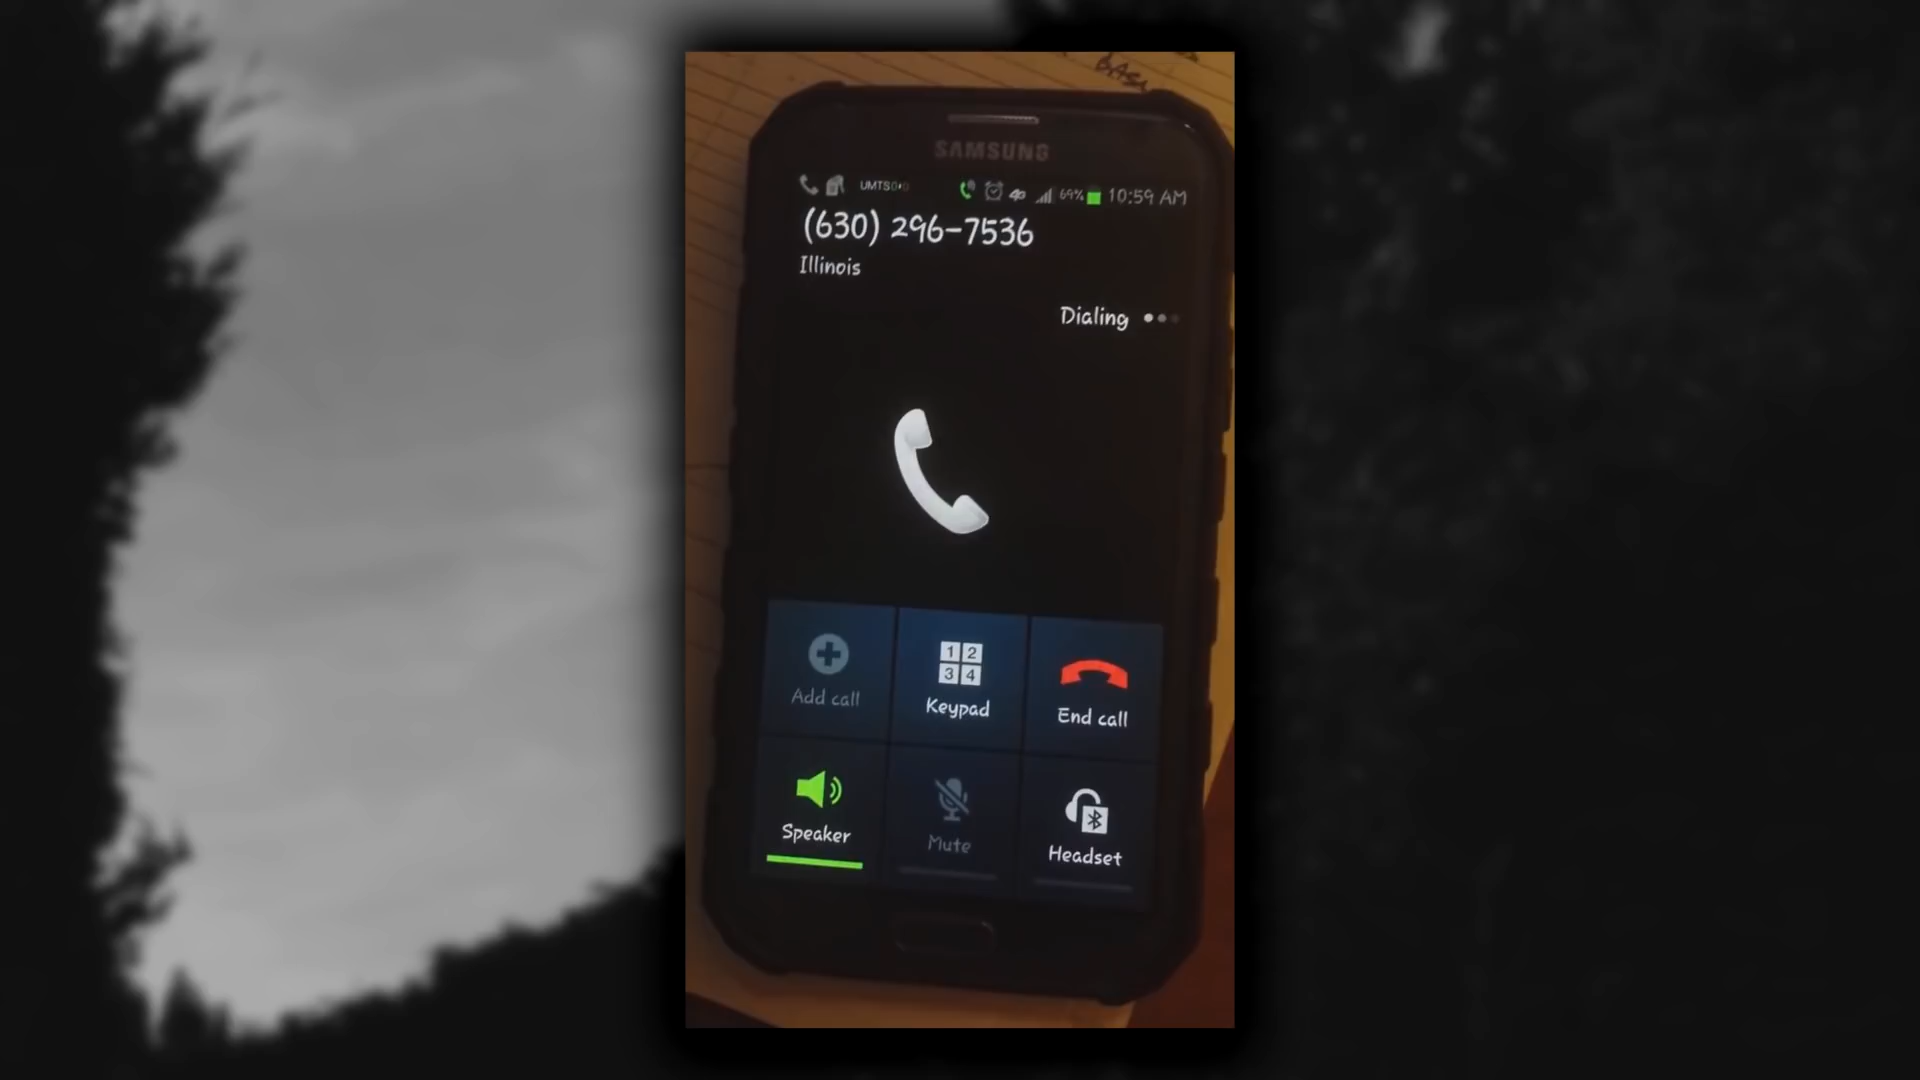 SAMSUNG
UMTS
69% 10:59 AM
(630) 296-7536
Illinois
Dialing
Add call
1 2
3 4
Keypad
End call
Speaker
Mute
Headset